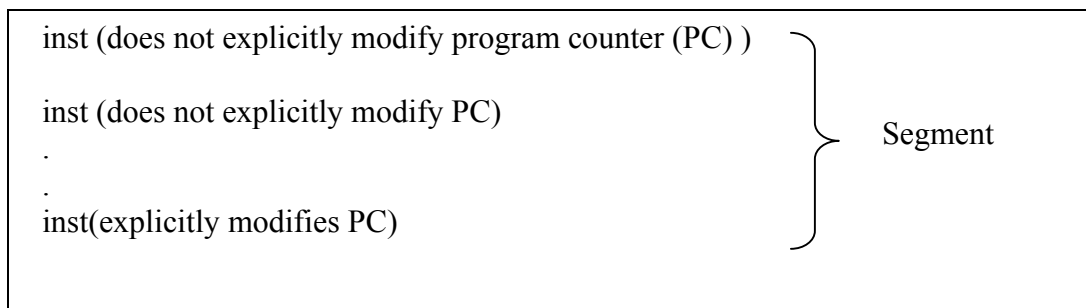 inst (does not explicitly modify program counter (PC) )
inst (does not explicitly modify PC)
.
.
inst(explicitly modifies PC)
Segment